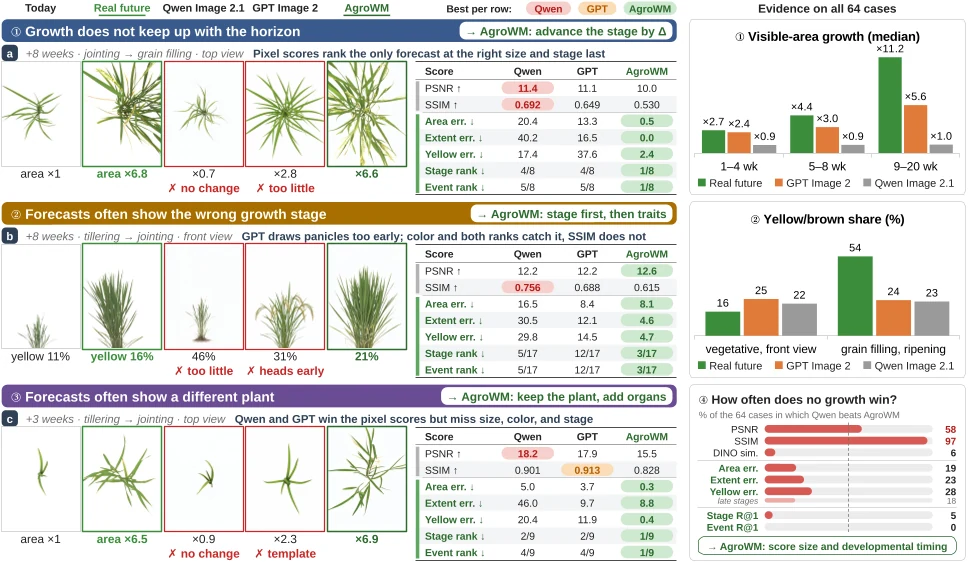 Today Real future Qwen Image 2.1 GPT Image 2 AgroWM Best per row: Qwen GPT AgroWM
① Growth does not keep up with the horizon → AgroWM: advance the stage by Δ
a +8 weeks · jointing → grain filling · top view Pixel scores rank the only forecast at the right size and stage last
area ×1 area ×6.8 ×0.7 ×2.8 ×6.6
✗ no change ✗ too little
Score Qwen GPT AgroWM
PSNR ↑ 11.4 11.1 10.0
SSIM ↑ 0.692 0.649 0.530
Area err. ↓ 20.4 13.3 0.5
Extent err. ↓ 40.2 16.5 0.0
Yellow err. ↓ 17.4 37.6 2.4
Stage rank ↓ 4/8 4/8 1/8
Event rank ↓ 5/8 5/8 1/8
② Forecasts often show the wrong growth stage → AgroWM: stage first, then traits
b +8 weeks · tillering → jointing · front view GPT draws panicles too early; color and both ranks catch it, SSIM does not
yellow 11% yellow 16% 46% 31% 21%
✗ too little ✗ heads early
Score Qwen GPT AgroWM
PSNR ↑ 12.2 12.2 12.6
SSIM ↑ 0.756 0.688 0.615
Area err. ↓ 16.5 8.4 8.1
Extent err. ↓ 30.5 12.1 4.6
Yellow err. ↓ 29.8 14.5 4.7
Stage rank ↓ 5/17 12/17 3/17
Event rank ↓ 5/17 12/17 3/17
③ Forecasts often show a different plant → AgroWM: keep the plant, add organs
c +3 weeks · tillering → jointing · top view Qwen and GPT win the pixel scores but miss size, color, and stage
area ×1 area ×6.5 ×0.9 ×2.3 ×6.9
✗ no change ✗ template
Score Qwen GPT AgroWM
PSNR ↑ 18.2 17.9 15.5
SSIM ↑ 0.901 0.913 0.828
Area err. ↓ 5.0 3.7 0.3
Extent err. ↓ 46.0 9.7 8.8
Yellow err. ↓ 20.4 11.9 0.4
Stage rank ↓ 2/9 2/9 1/9
Event rank ↓ 4/9 4/9 1/9
Evidence on all 64 cases
① Visible-area growth (median)
×2.7 ×2.4 ×0.9 ×4.4 ×3.0 ×0.9 ×11.2 ×5.6 ×1.0
1–4 wk 5–8 wk 9–20 wk
Real future GPT Image 2 Qwen Image 2.1
② Yellow/brown share (%)
16 25 22 54 24 23
vegetative, front view grain filling, ripening
Real future GPT Image 2 Qwen Image 2.1
④ How often does no growth win?
% of the 64 cases in which Qwen beats AgroWM
PSNR 58
SSIM 97
DINO sim. 6
Area err. 19
Extent err. 23
Yellow err. 28
late stages 18
Stage R@1 5
Event R@1 0
→ AgroWM: score size and developmental timing